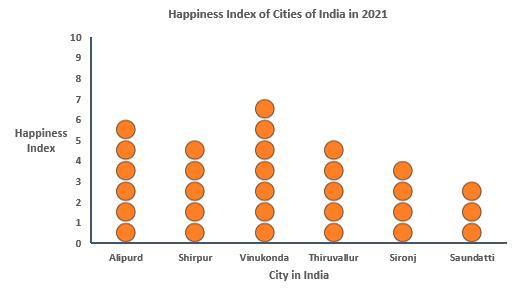 Happiness Index of Cities of India in 2021
10
9
8
7
6
5
4
3
2
1
0
Happiness
Index
Alipurd Shirpur Vinukonda Thiruvallur Sironj Saundatti
City in India